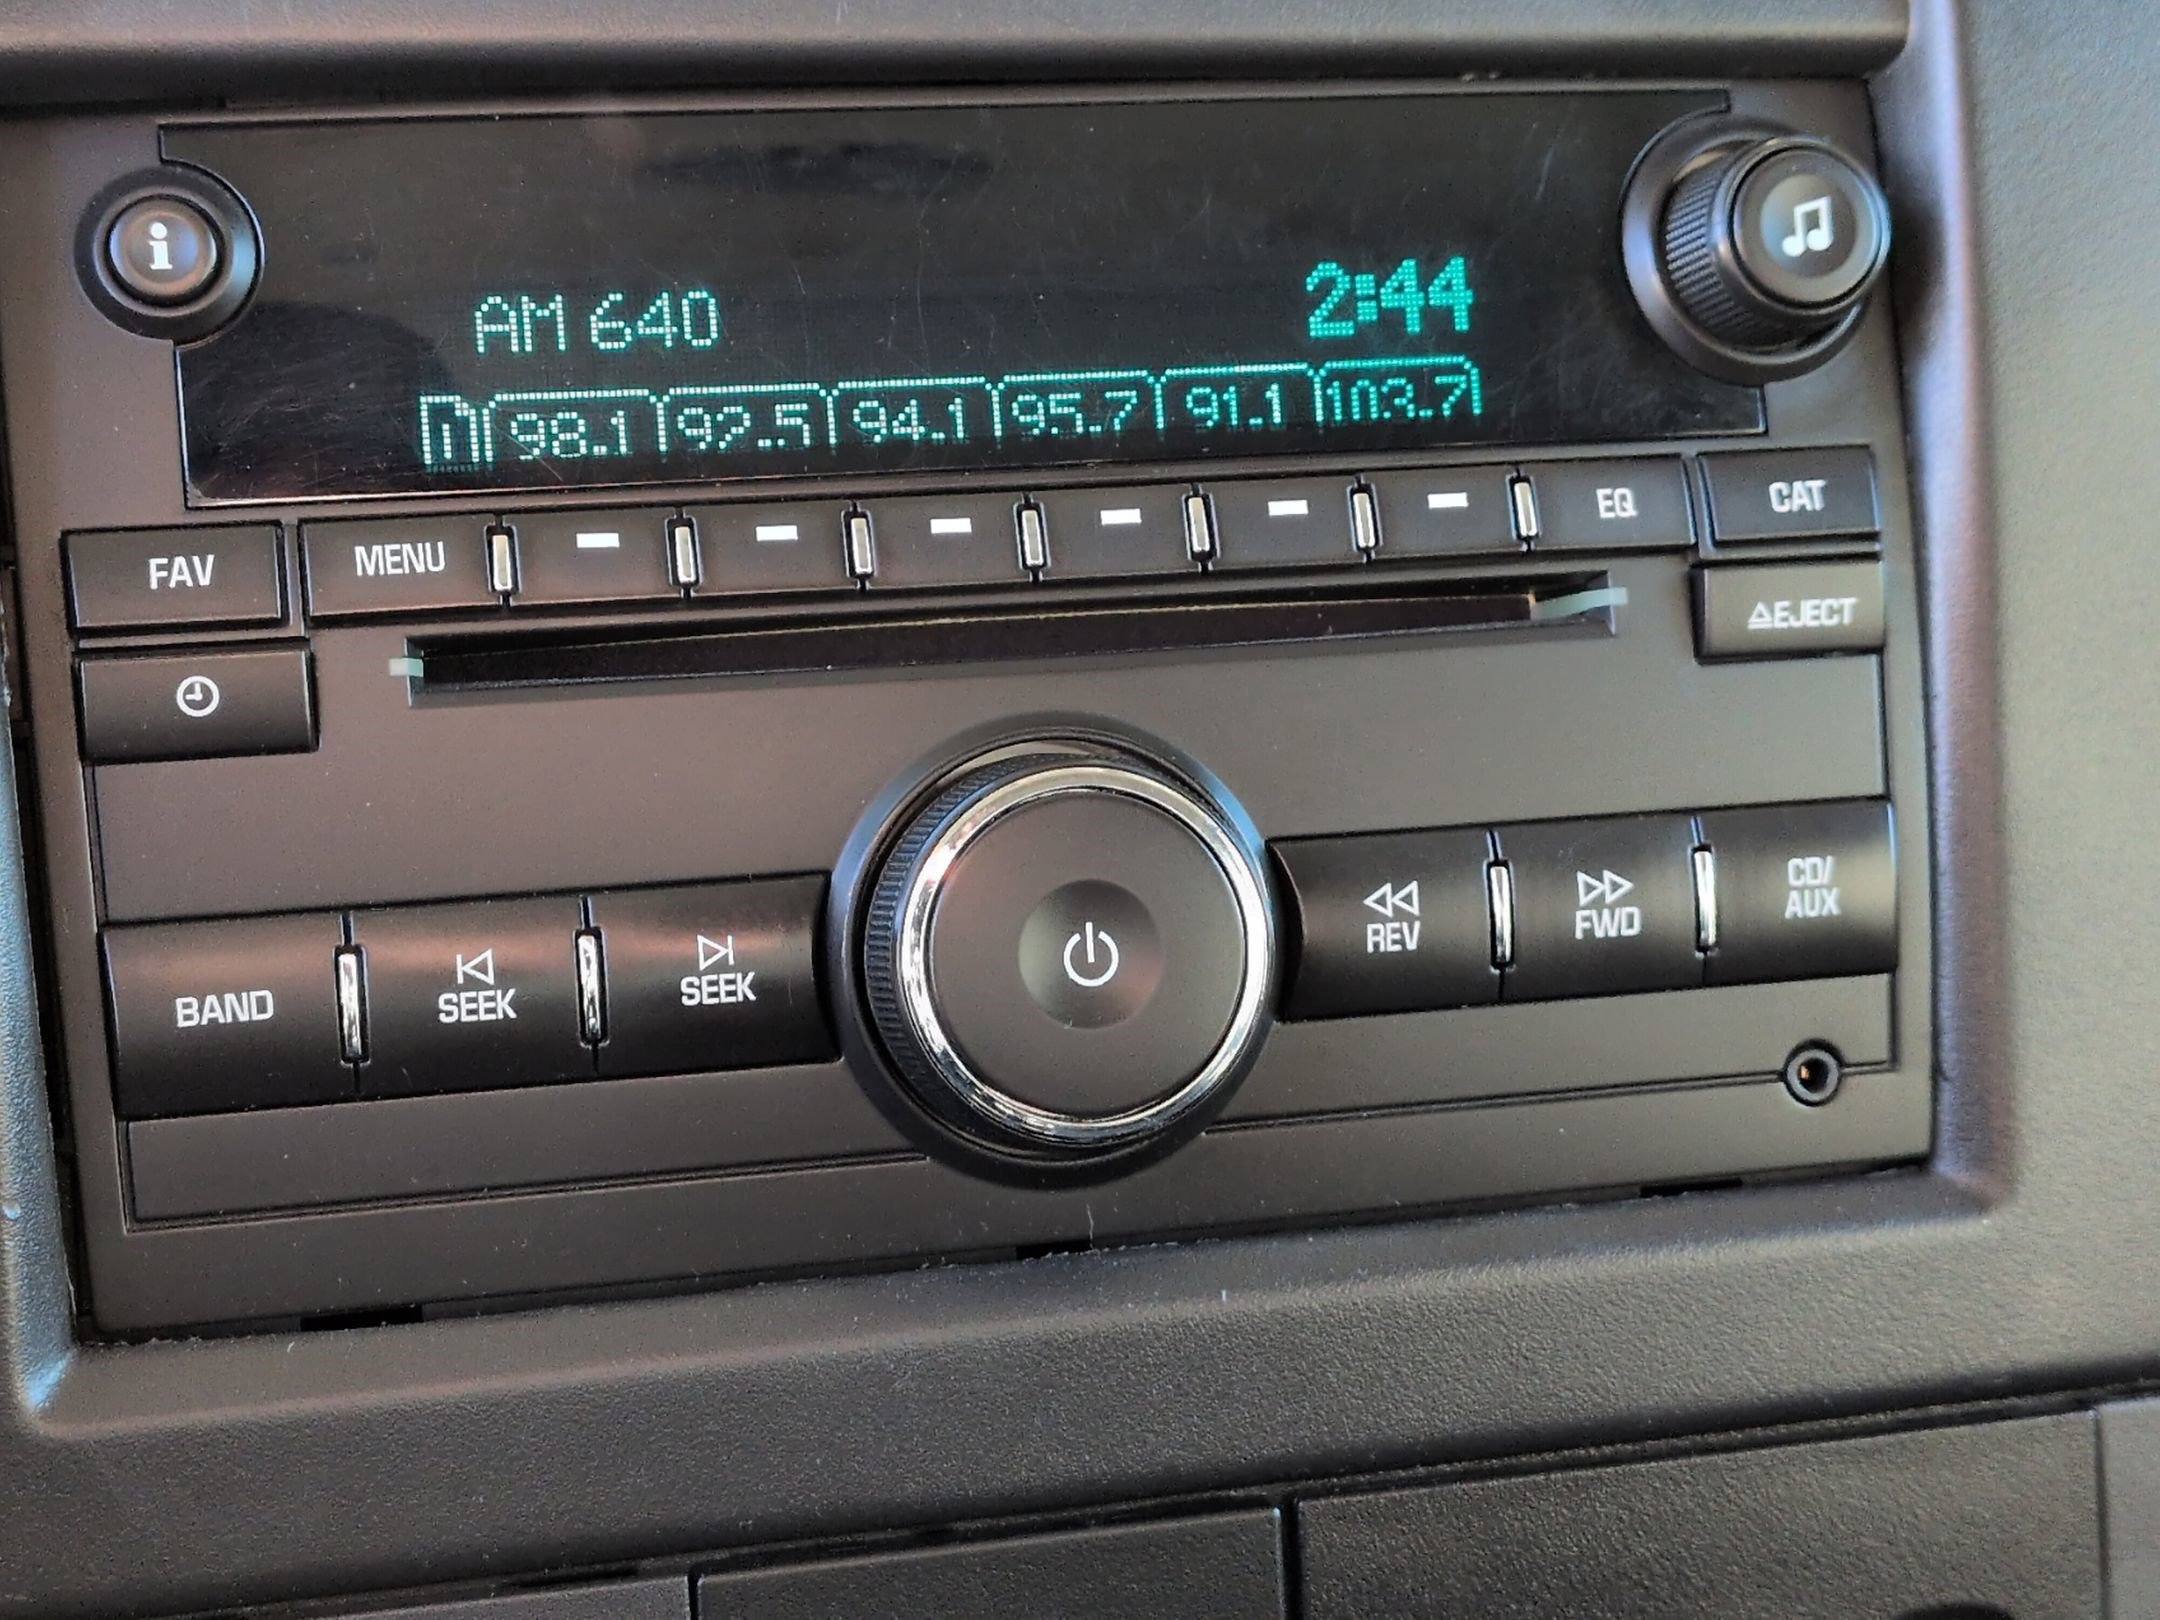 i
AM 640 2:44
1 98.1 92.5 94.1 95.7 91.1 103.7
FAV MENU EQ CAT
EJECT
BAND SEEK SEEK REV FWD CD/
AUX